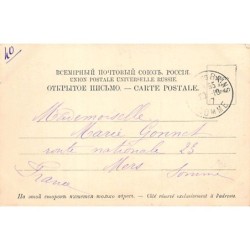 40
ВСЕМІРНЫЙ ПОЧТОВЫЙ СОЮЗЪ. РОССІЯ.
UNION POSTALE UNIVERSELLE RUSSIE.
ОТКРЫТОЕ ПИСЬМО. — CARTE POSTALE.
Mademoiselle
Marie Gonnet
route nationale 23
Mers Somme
France
На этой сторонѣ пишется только адресъ. — Côté réservé exclusivement à l'adresse.